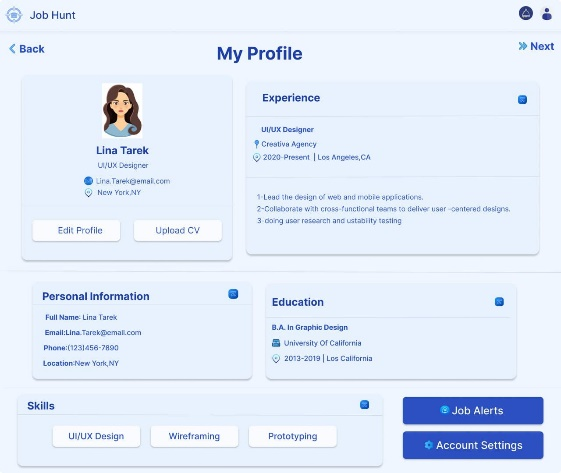 Job Hunt
Back
My Profile
Next
Lina Tarek
UI/UX Designer
Lina.Tarek@email.com
New York,NY
Edit Profile
Upload CV
Experience
UI/UX Designer
Creativa Agency
2020-Present | Los Angeles,CA
1-Lead the design of web and mobile applications.
2-Collaborate with cross-functional teams to deliver user -centered designs.
3-doing user research and ustability testing
Personal Information
Full Name: Lina Tarek
Email:Lina.Tarek@email.com
Phone:(123)456-7890
Location:New York,NY
Education
B.A. In Graphic Design
University Of California
2013-2019 | Los California
Skills
UI/UX Design
Wireframing
Prototyping
Job Alerts
Account Settings